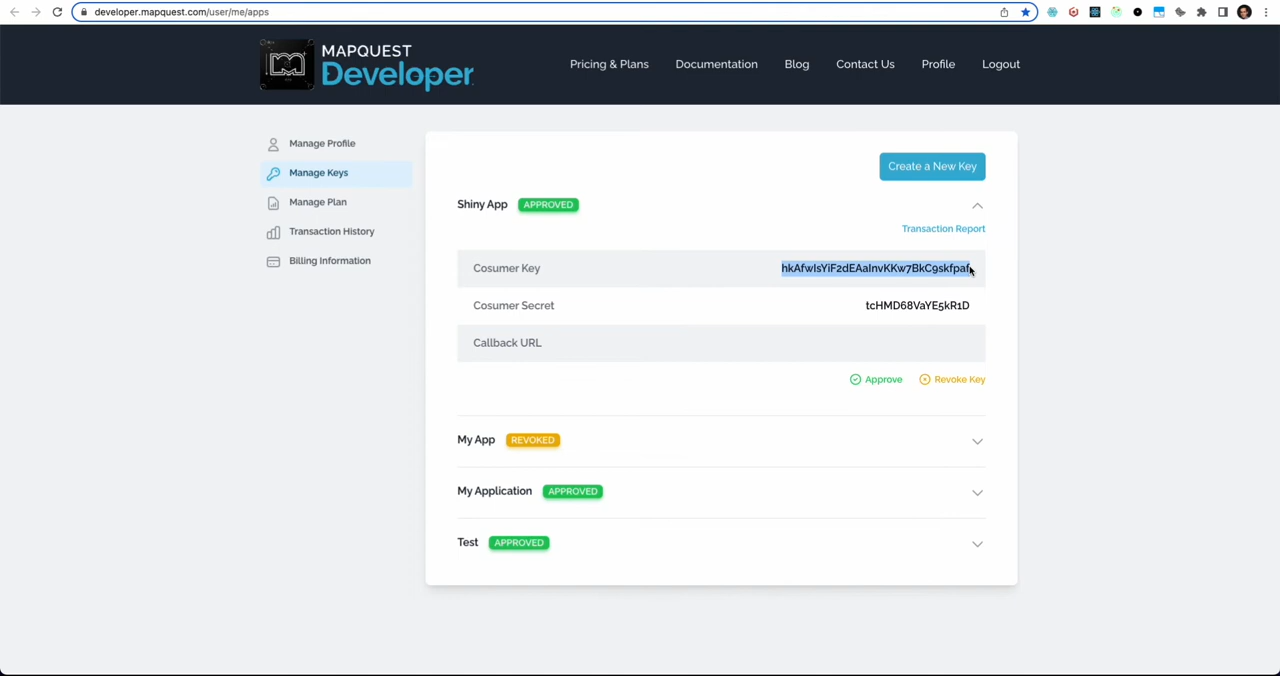 developer.mapquest.com/user/me/apps
MAPQUEST
Developer
Pricing & Plans
Documentation
Blog
Contact Us
Profile
Logout
Manage Profile
Manage Keys
Manage Plan
Transaction History
Billing Information
Create a New Key
Shiny App APPROVED
Transaction Report
Cosumer Key hkAfwIsYiF2dEAaInvKKw7BkC9skfpaf
Cosumer Secret tcHMD68VaYE5kR1D
Callback URL
Approve Revoke Key
My App REVOKED
My Application APPROVED
Test APPROVED